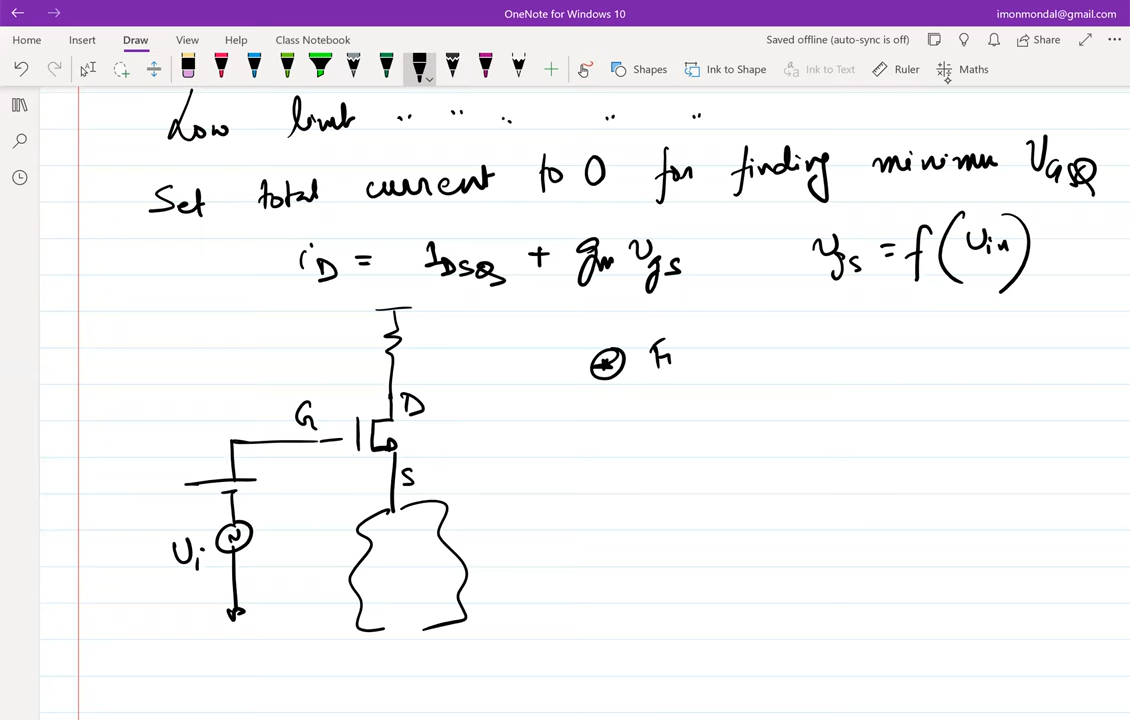 OneNote for Windows 10
imonmondal@gmail.com
Home Insert Draw View Help Class Notebook
Saved offline (auto-sync is off) Share
Shapes Ink to Shape Ink to Text Ruler Maths
Low limit " " " " "
Set total current to 0 for finding minimu VGSQ
iD = IDSQ + gm vgs vgs = f(vin)
G D
S
vi